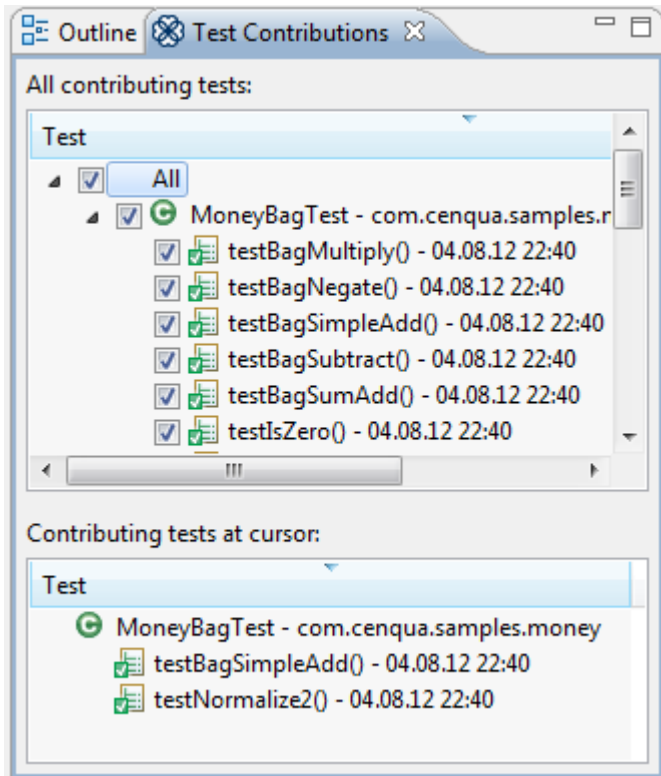 Outline Test Contributions
All contributing tests:
Test
All
MoneyBagTest - com.cenqua.samples.r
testBagMultiply() - 04.08.12 22:40
testBagNegate() - 04.08.12 22:40
testBagSimpleAdd() - 04.08.12 22:40
testBagSubtract() - 04.08.12 22:40
testBagSumAdd() - 04.08.12 22:40
testIsZero() - 04.08.12 22:40
Contributing tests at cursor:
Test
MoneyBagTest - com.cenqua.samples.money
testBagSimpleAdd() - 04.08.12 22:40
testNormalize2() - 04.08.12 22:40